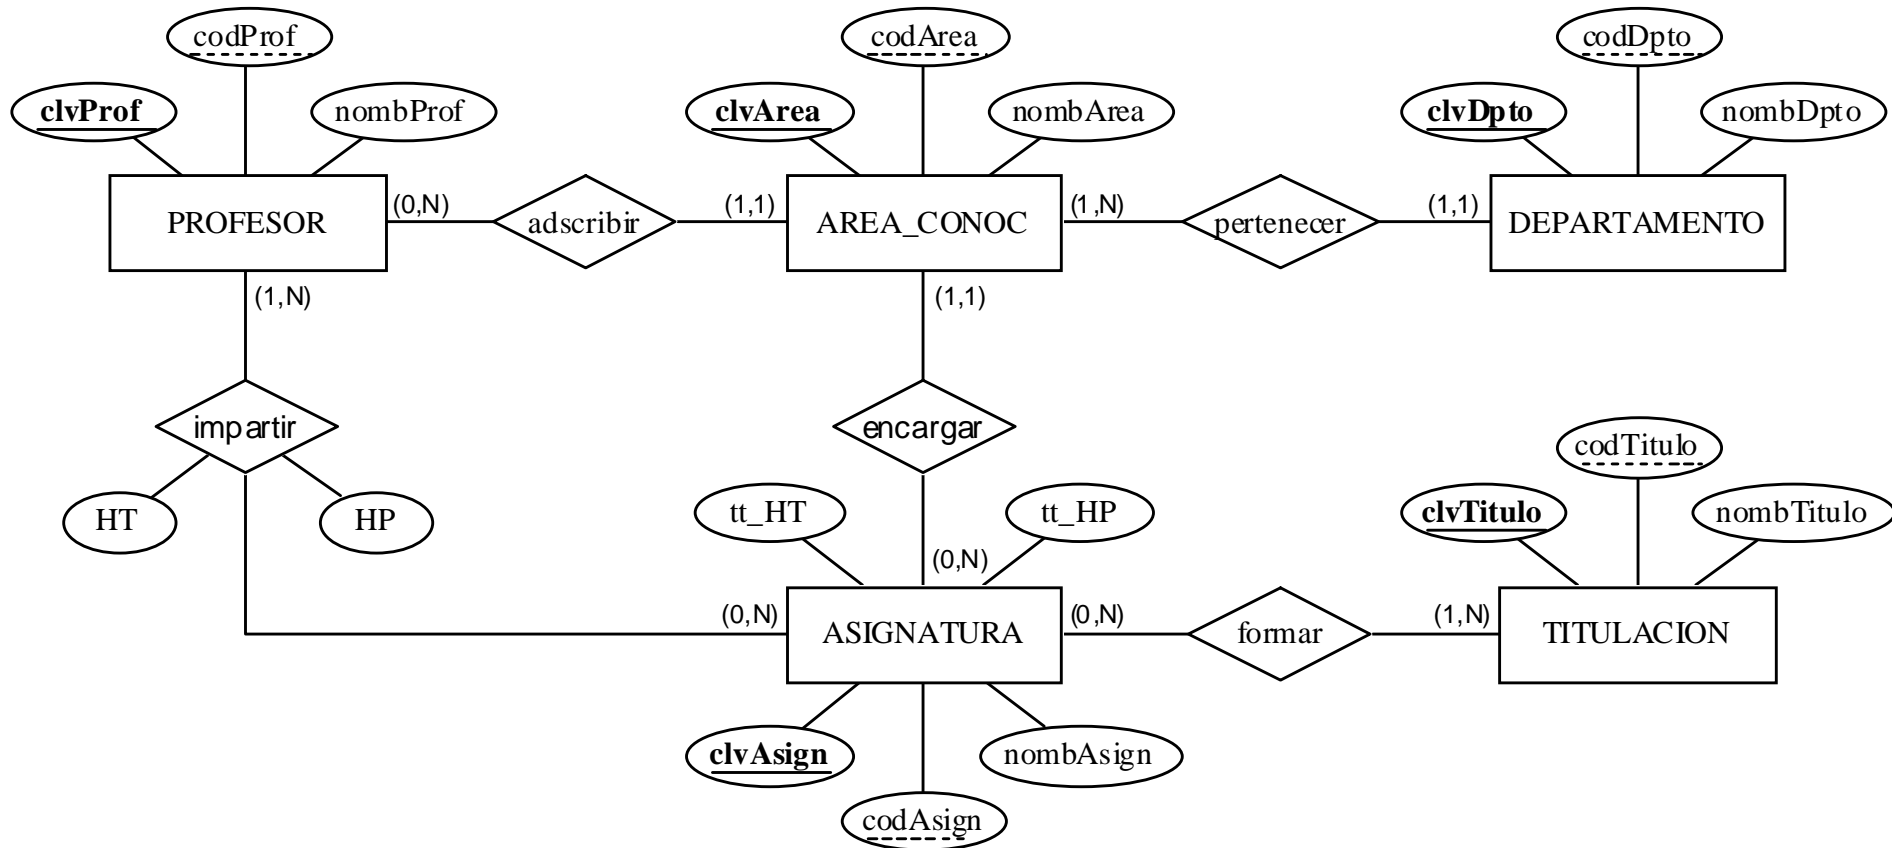 codProf
codArea
codDpto
clvProf
nombProf
clvArea
nombArea
clvDpto
nombDpto
PROFESOR
(0,N)
adscribir
(1,1)
AREA_CONOC
(1,N)
pertenecer
(1,1)
DEPARTAMENTO
(1,N)
(1,1)
impartir
encargar
codTitulo
HT
HP
tt_HT
tt_HP
clvTitulo
nombTitulo
(0,N)
(0,N)
ASIGNATURA
(0,N)
formar
(1,N)
TITULACION
clvAsign
nombAsign
codAsign